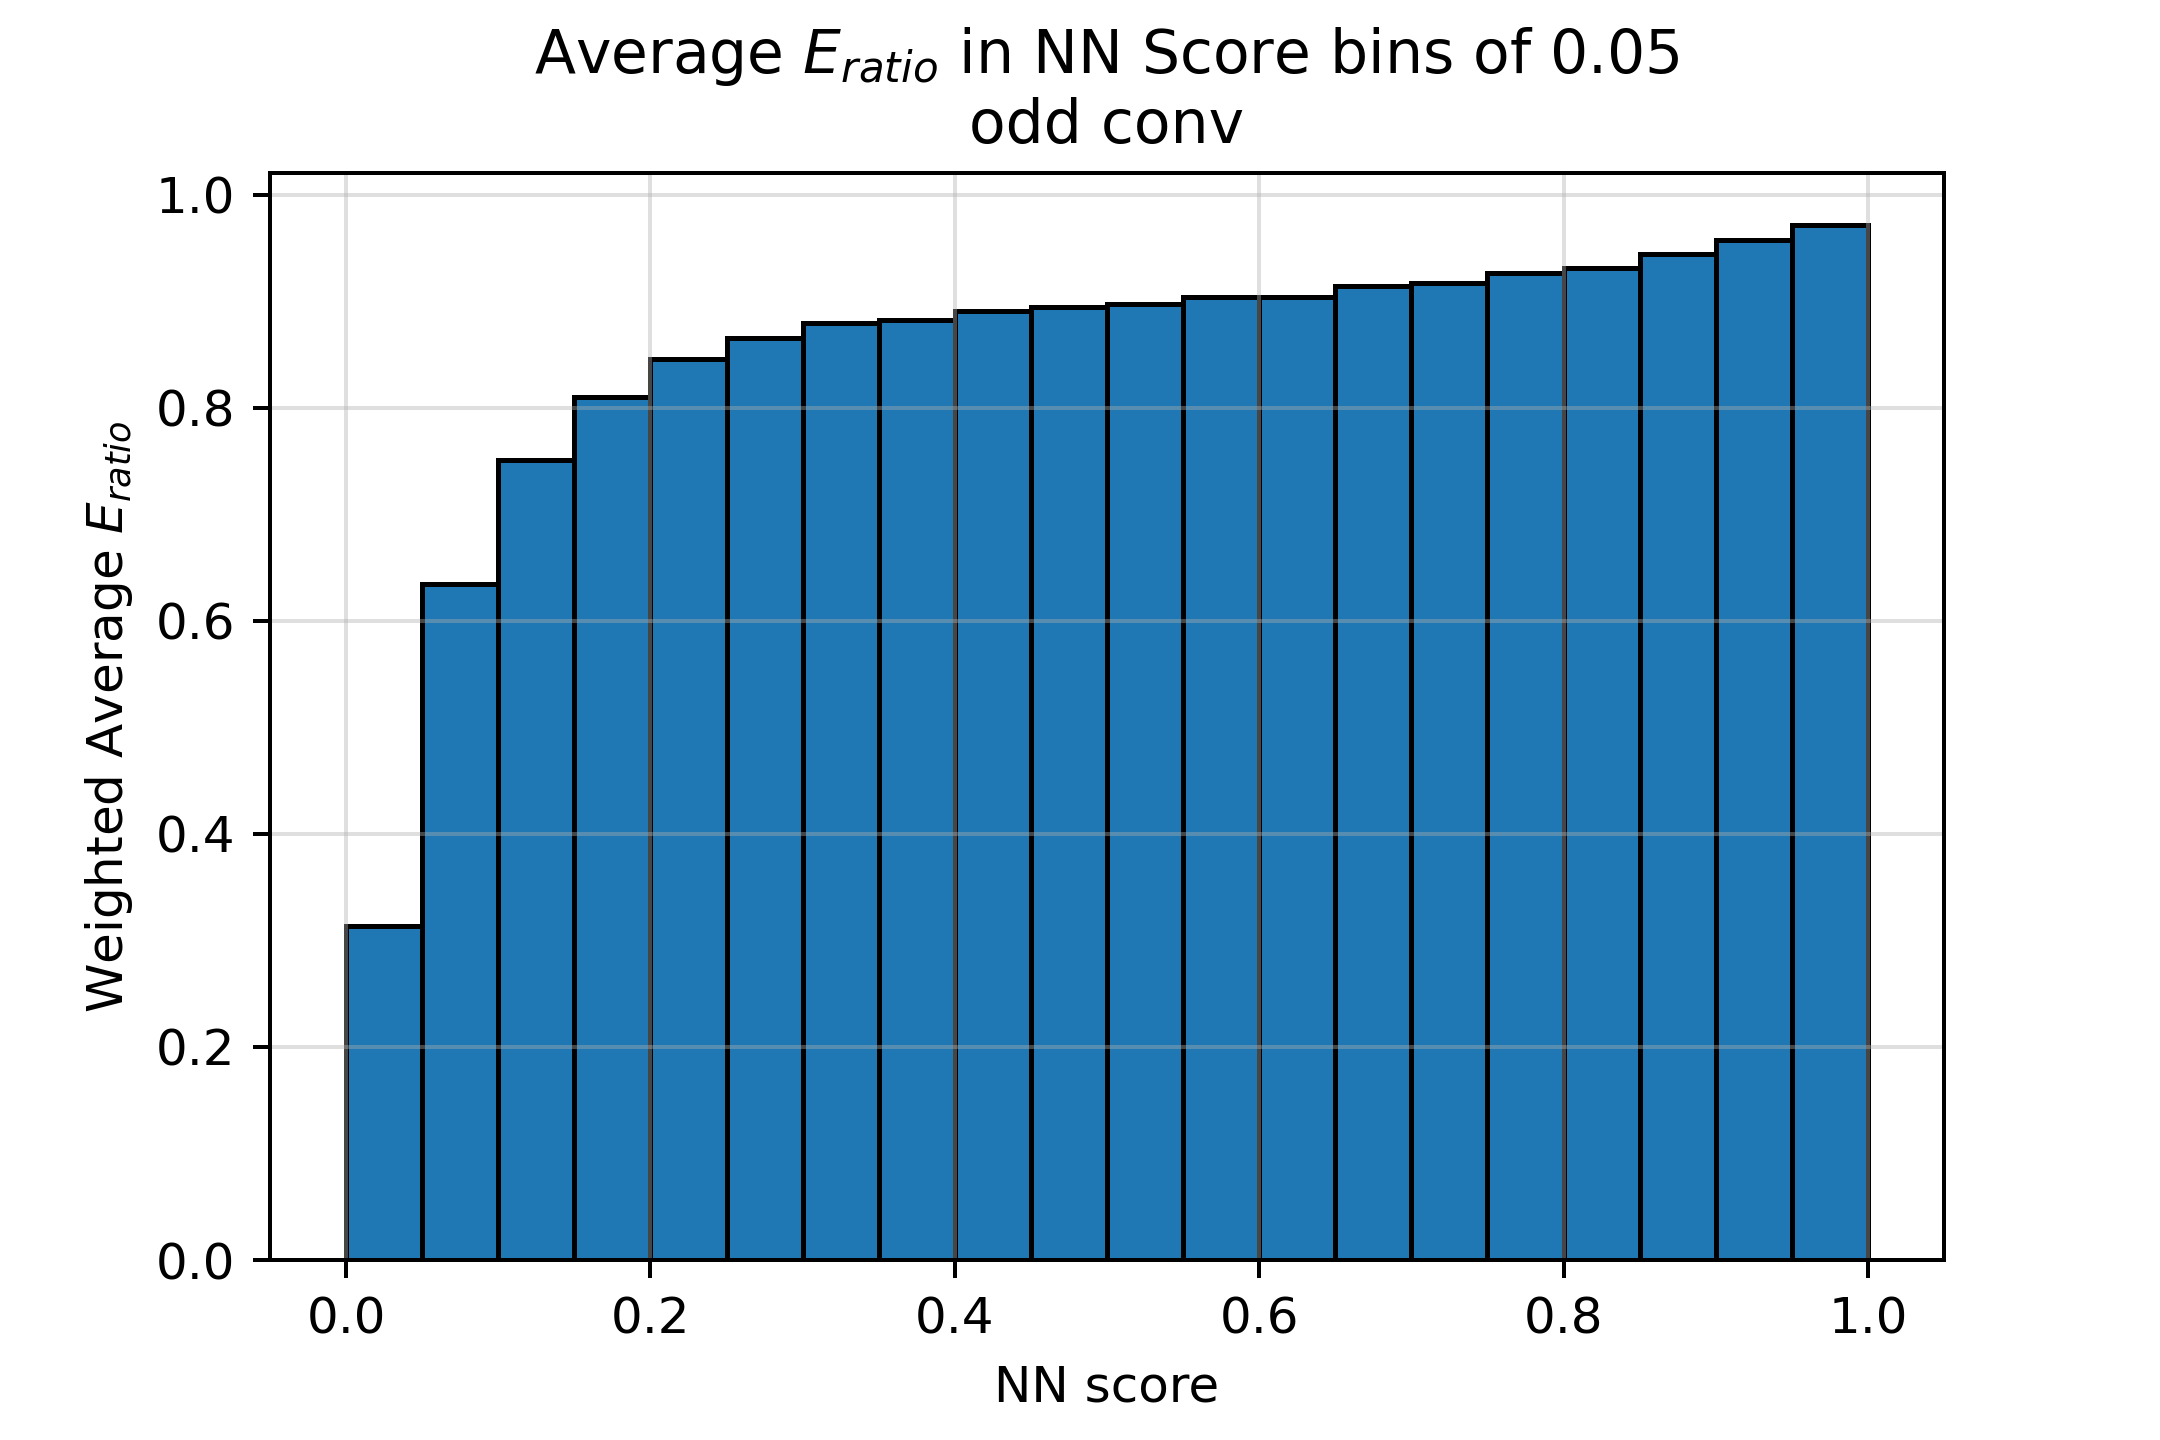 Average E_ratio in NN Score bins of 0.05
odd conv
Weighted Average E_ratio
1.0
0.8
0.6
0.4
0.2
0.0
0.0 0.2 0.4 0.6 0.8 1.0
NN score